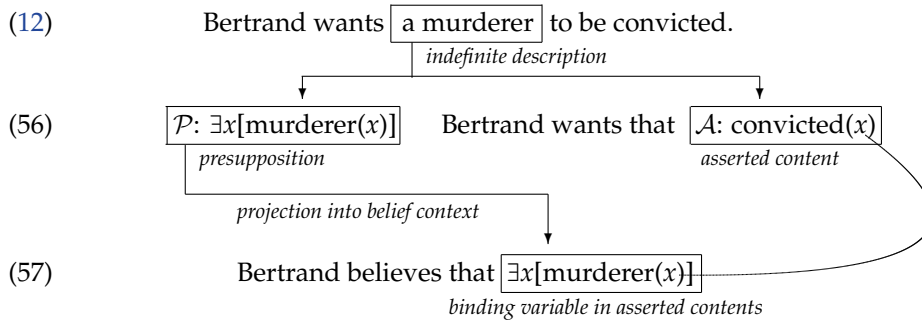 (12) Bertrand wants a murderer to be convicted.
indefinite description
(56) 𝒫: ∃x[murderer(x)] Bertrand wants that 𝒜: convicted(x)
presupposition asserted content
projection into belief context
(57) Bertrand believes that ∃x[murderer(x)]
binding variable in asserted contents